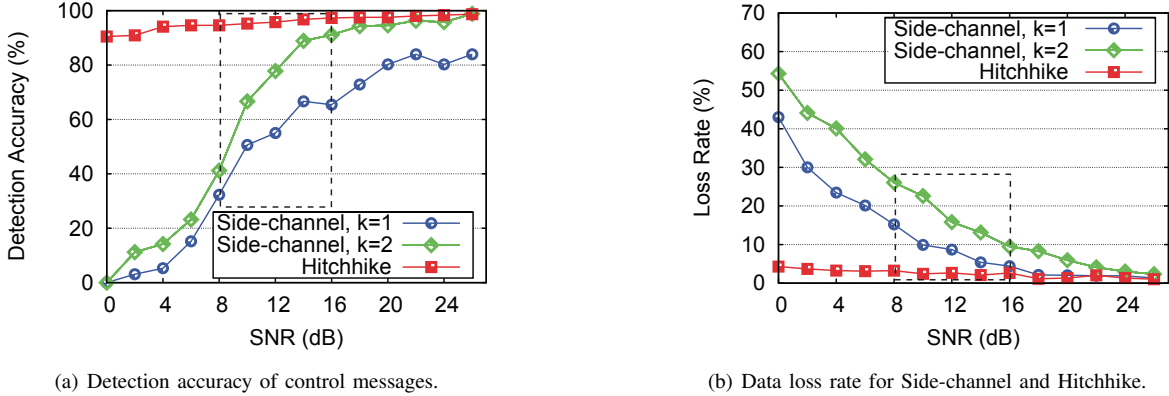 Detection Accuracy (%)
100
80
60
40
20
0
0 4 8 12 16 20 24
SNR (dB)
Side-channel, k=1
Side-channel, k=2
Hitchhike
(a) Detection accuracy of control messages.
Loss Rate (%)
70
60
50
40
30
20
10
0
0 4 8 12 16 20 24
SNR (dB)
Side-channel, k=1
Side-channel, k=2
Hitchhike
(b) Data loss rate for Side-channel and Hitchhike.